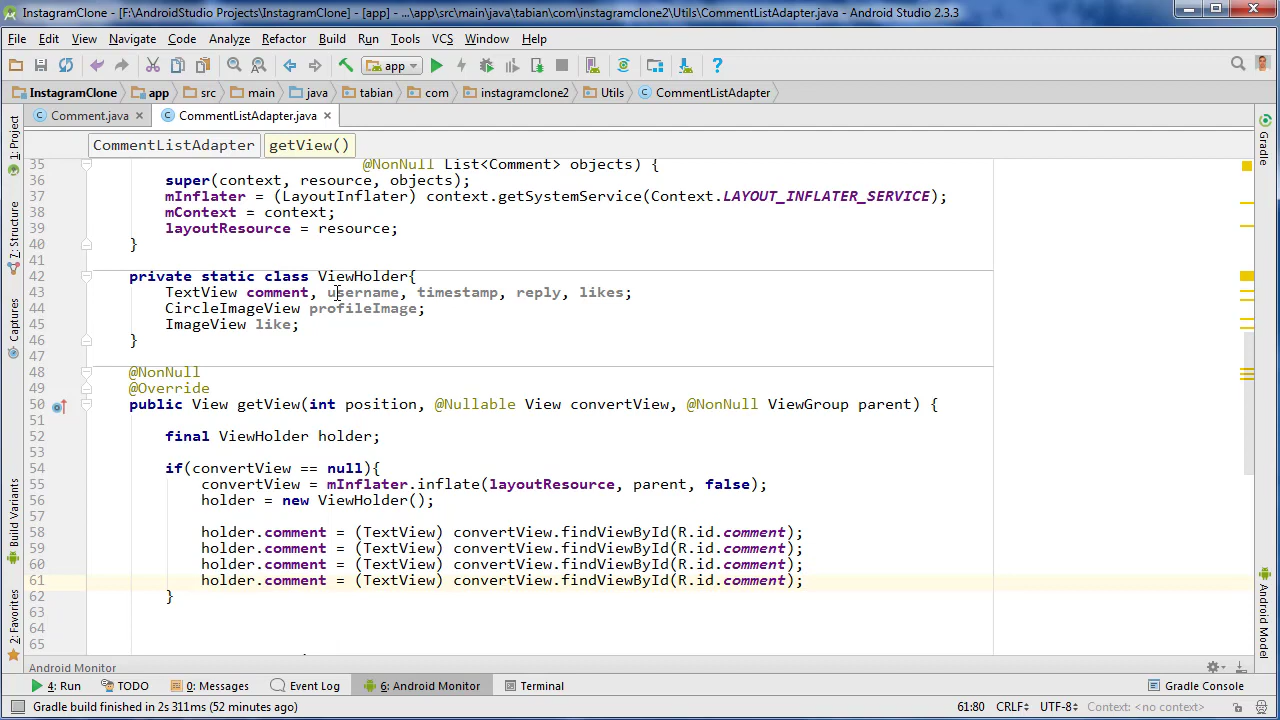 InstagramClone - [F:\AndroidStudio Projects\InstagramClone] - [app] - ...\app\src\main\java\tabian\com\instagramclone2\Utils\CommentListAdapter.java - Android Studio 2.3.3
File Edit View Navigate Code Analyze Refactor Build Run Tools VCS Window Help
app
InstagramClone app src main java tabian com instagramclone2 Utils CommentListAdapter
Comment.java CommentListAdapter.java
CommentListAdapter getView()
1: Project
7: Structure
Captures
Build Variants
2: Favorites
35 @NonNull List<Comment> objects) {
36 super(context, resource, objects);
37 mInflater = (LayoutInflater) context.getSystemService(Context.LAYOUT_INFLATER_SERVICE);
38 mContext = context;
39 layoutResource = resource;
40 }
41
42 private static class ViewHolder{
43 TextView comment, username, timestamp, reply, likes;
44 CircleImageView profileImage;
45 ImageView like;
46 }
47
48 @NonNull
49 @Override
50 public View getView(int position, @Nullable View convertView, @NonNull ViewGroup parent) {
51
52 final ViewHolder holder;
53
54 if(convertView == null){
55 convertView = mInflater.inflate(layoutResource, parent, false);
56 holder = new ViewHolder();
57
58 holder.comment = (TextView) convertView.findViewById(R.id.comment);
59 holder.comment = (TextView) convertView.findViewById(R.id.comment);
60 holder.comment = (TextView) convertView.findViewById(R.id.comment);
61 holder.comment = (TextView) convertView.findViewById(R.id.comment);
62 }
63
64
65
Gradle
Android Model
Android Monitor
4: Run TODO 0: Messages Event Log 6: Android Monitor Terminal Gradle Console
Gradle build finished in 2s 311ms (52 minutes ago) 61:80 CRLF UTF-8 Context: <no context>